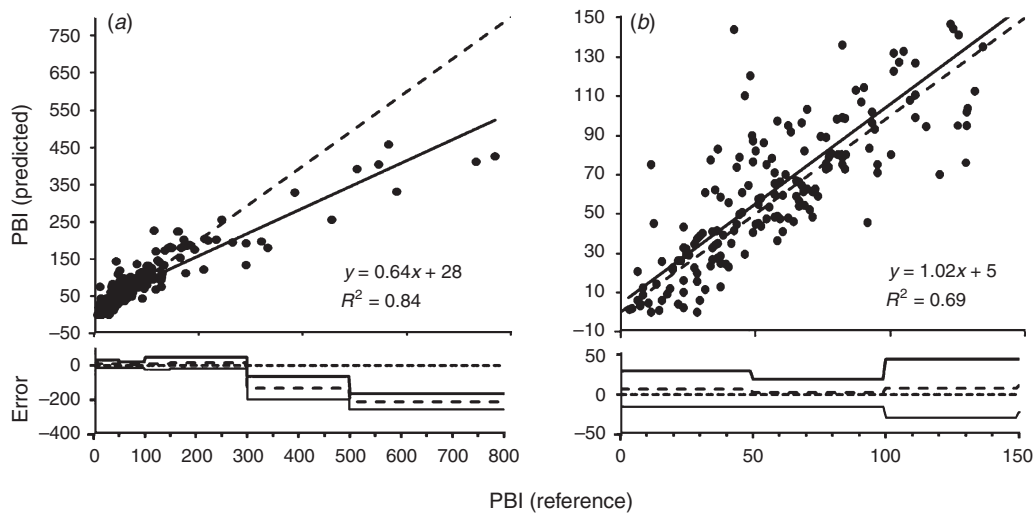 (a)
(b)
PBI (predicted)
750
650
550
450
350
250
150
50
−50
y = 0.64x + 28
R² = 0.84
150
130
110
90
70
50
30
10
−10
y = 1.02x + 5
R² = 0.69
Error
0
−200
−400
0 100 200 300 400 500 600 700 800
50
0
−50
0 50 100 150
PBI (reference)